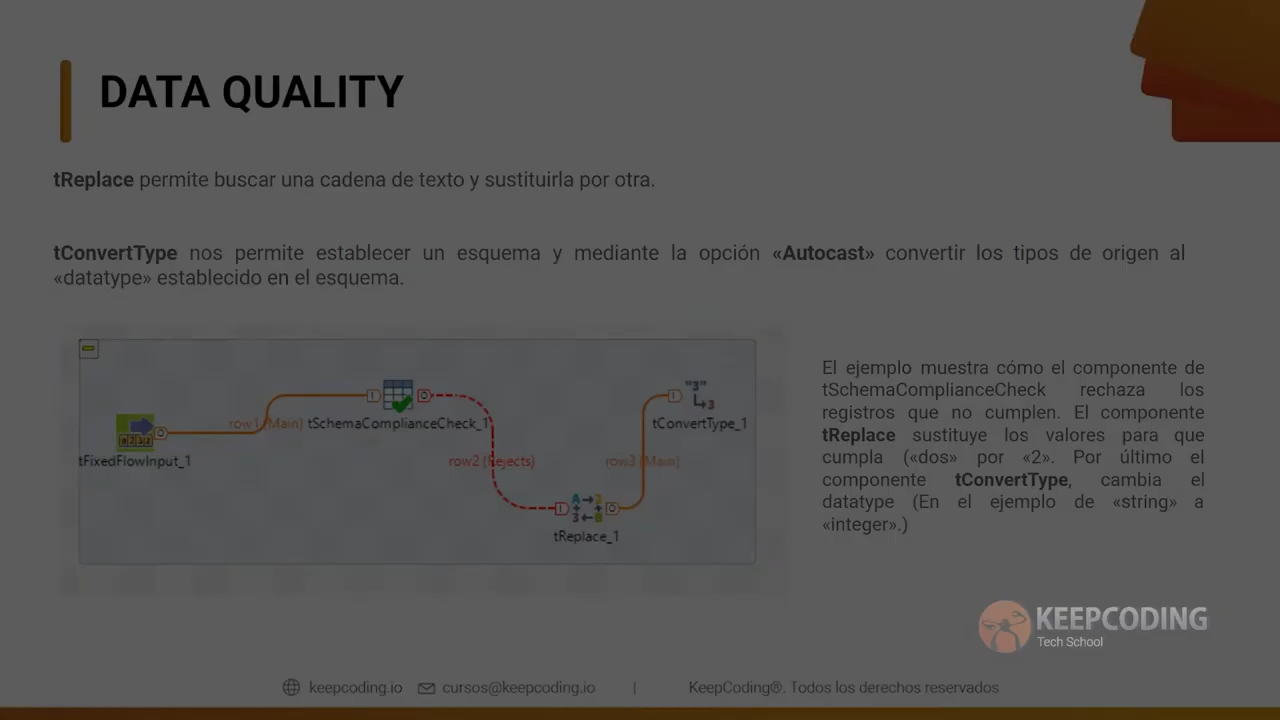 DATA QUALITY
tReplace permite buscar una cadena de texto y sustituirla por otra.
tConvertType nos permite establecer un esquema y mediante la opción «Autocast» convertir los tipos de origen al
«datatype» establecido en el esquema.
"3"
3
row1 (Main)
tSchemaComplianceCheck_1
tConvertType_1
tFixedFlowInput_1
row2 (Rejects)
row3 (Main)
tReplace_1
El ejemplo muestra cómo el componente de
tSchemaComplianceCheck rechaza los
registros que no cumplen. El componente
tReplace sustituye los valores para que
cumpla («dos» por «2». Por último el
componente tConvertType, cambia el
datatype (En el ejemplo de «string» a
«integer».)
KEEPCODING
Tech School
keepcoding.io cursos@keepcoding.io | KeepCoding®. Todos los derechos reservados